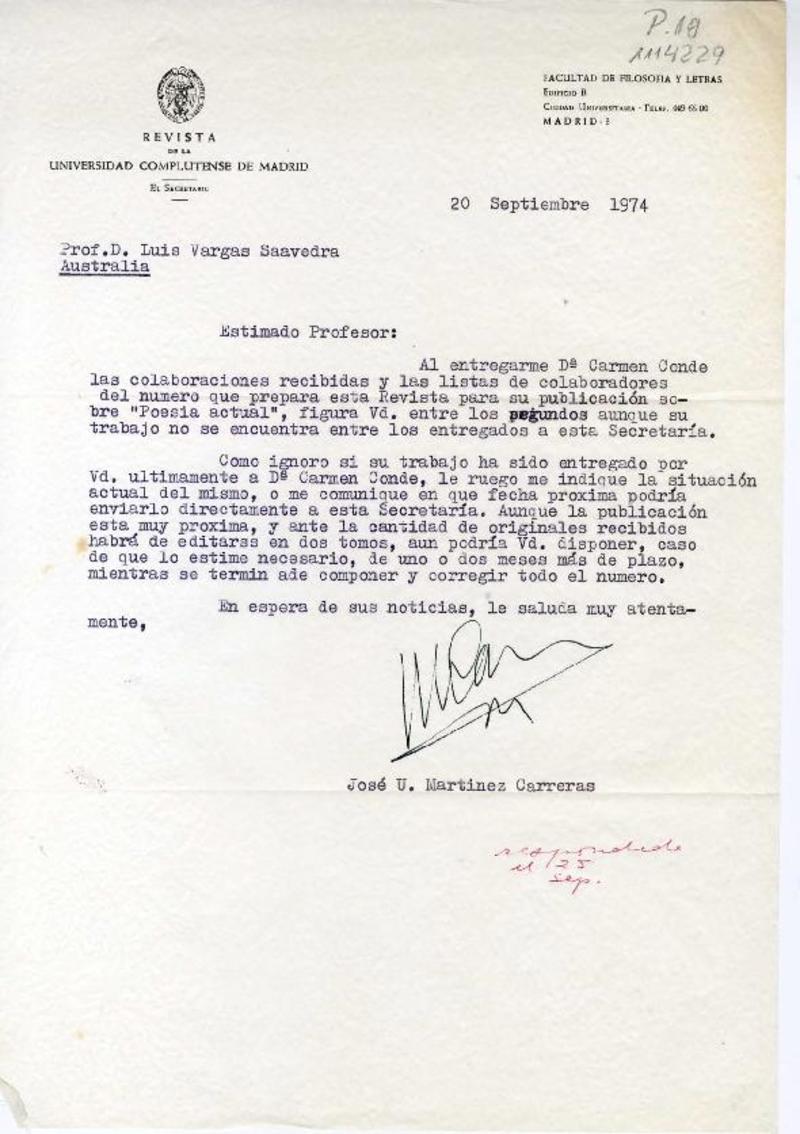 P. 19
1114229
FACULTAD DE FILOSOFIA Y LETRAS
EDIFICIO B
CIUDAD UNIVERSITARIA - TELEF. 449 66 00
MADRID-3
REVISTA
DE LA
UNIVERSIDAD COMPLUTENSE DE MADRID
EL SECRETARIO
20 Septiembre 1974
Prof.D. Luis Vargas Saavedra
Australia
Estimado Profesor:
Al entregarme Dª Carmen Conde
las colaboraciones recibidas y las listas de colaboradores
del numero que prepara esta Revista para su publicación so-
bre "Poesia actual", figura Vd. entre los segundos aunque su
trabajo no se encuentra entre los entregados a esta Secretaría.
Como ignoro si su trabajo ha sido entregado por
Vd. ultimamente a Dª Carmen Conde, le ruego me indique la situación
actual del mismo, o me comunique en que fecha proxima podría
enviarlo directamente a esta Secretaría. Aunque la publicación
esta muy proxima, y ante la cantidad de originales recibidos
habrá de editarss en dos tomos, aun podría Vd. disponer, caso
de que lo estime necesario, de uno o dos meses más de plazo,
mientras se termin ade componer y corregir todo el numero.
En espera de sus noticias, le saluda muy atenta-
mente,
José U. Martinez Carreras
respondida
el 25
sep.